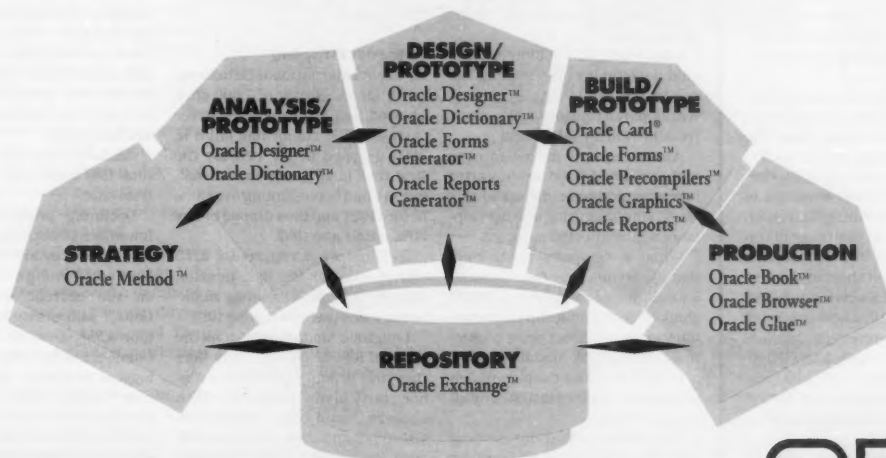 STRATEGY
Oracle Method™
ANALYSIS/
PROTOTYPE
Oracle Designer™
Oracle Dictionary™
DESIGN/
PROTOTYPE
Oracle Designer™
Oracle Dictionary™
Oracle Forms
Generator™
Oracle Reports
Generator™
BUILD/
PROTOTYPE
Oracle Card®
Oracle Forms™
Oracle Precompilers™
Oracle Graphics™
Oracle Reports™
PRODUCTION
Oracle Book™
Oracle Browser™
Oracle Glue™
REPOSITORY
Oracle Exchange™